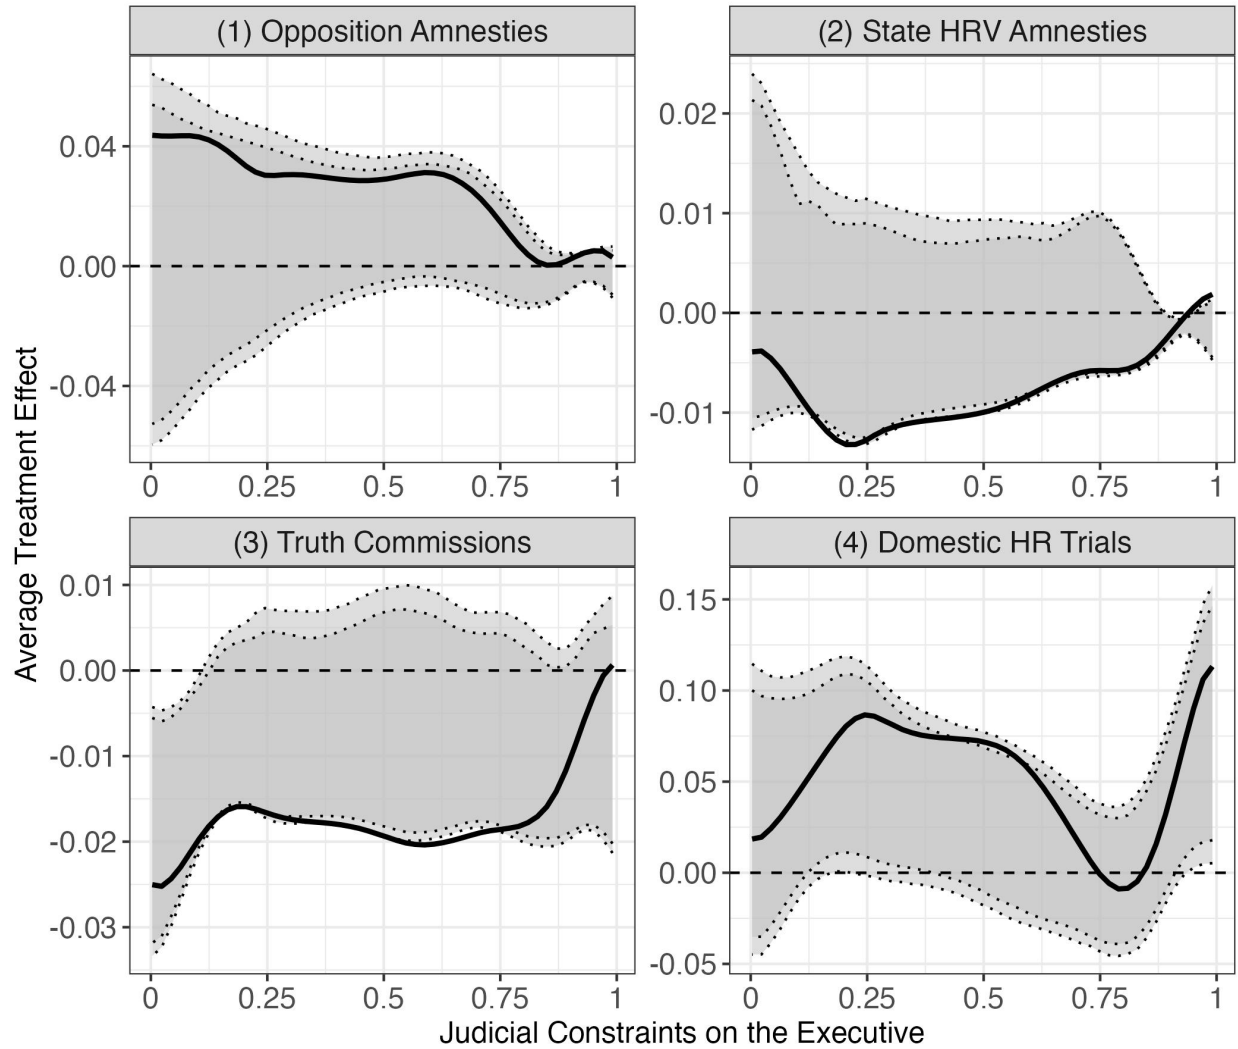 (1) Opposition Amnesties
(2) State HRV Amnesties
0.04
0.00
-0.04
0.02
0.01
0.00
-0.01
0 0.25 0.5 0.75 1
0 0.25 0.5 0.75 1
Average Treatment Effect
(3) Truth Commissions
(4) Domestic HR Trials
0.01
0.00
-0.01
-0.02
-0.03
0.15
0.10
0.05
0.00
-0.05
0 0.25 0.5 0.75 1
0 0.25 0.5 0.75 1
Judicial Constraints on the Executive